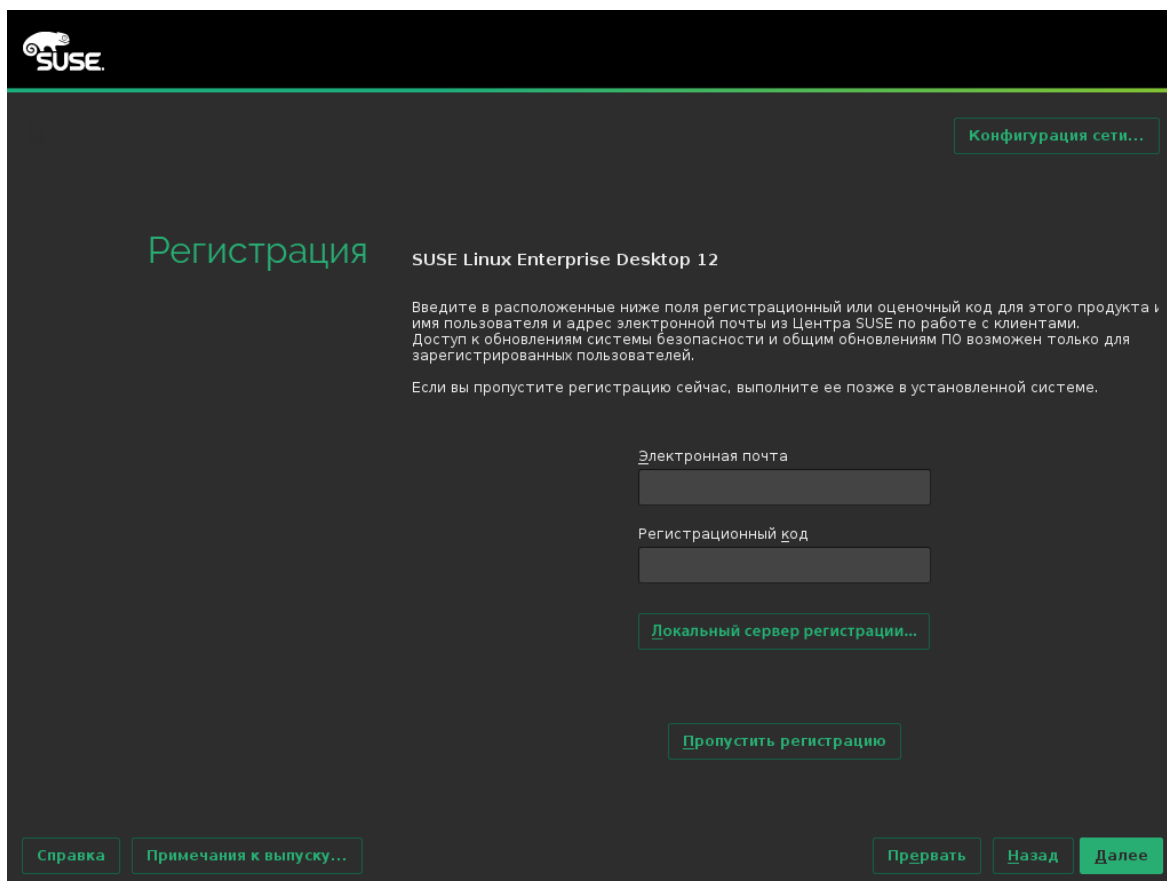 SUSE.
Конфигурация сети...
Регистрация
SUSE Linux Enterprise Desktop 12
Введите в расположенные ниже поля регистрационный или оценочный код для этого продукта и
имя пользователя и адрес электронной почты из Центра SUSE по работе с клиентами.
Доступ к обновлениям системы безопасности и общим обновлениям ПО возможен только для
зарегистрированных пользователей.
Если вы пропустите регистрацию сейчас, выполните ее позже в установленной системе.
Электронная почта
Регистрационный код
Локальный сервер регистрации...
Пропустить регистрацию
Справка
Примечания к выпуску...
Прервать
Назад
Далее